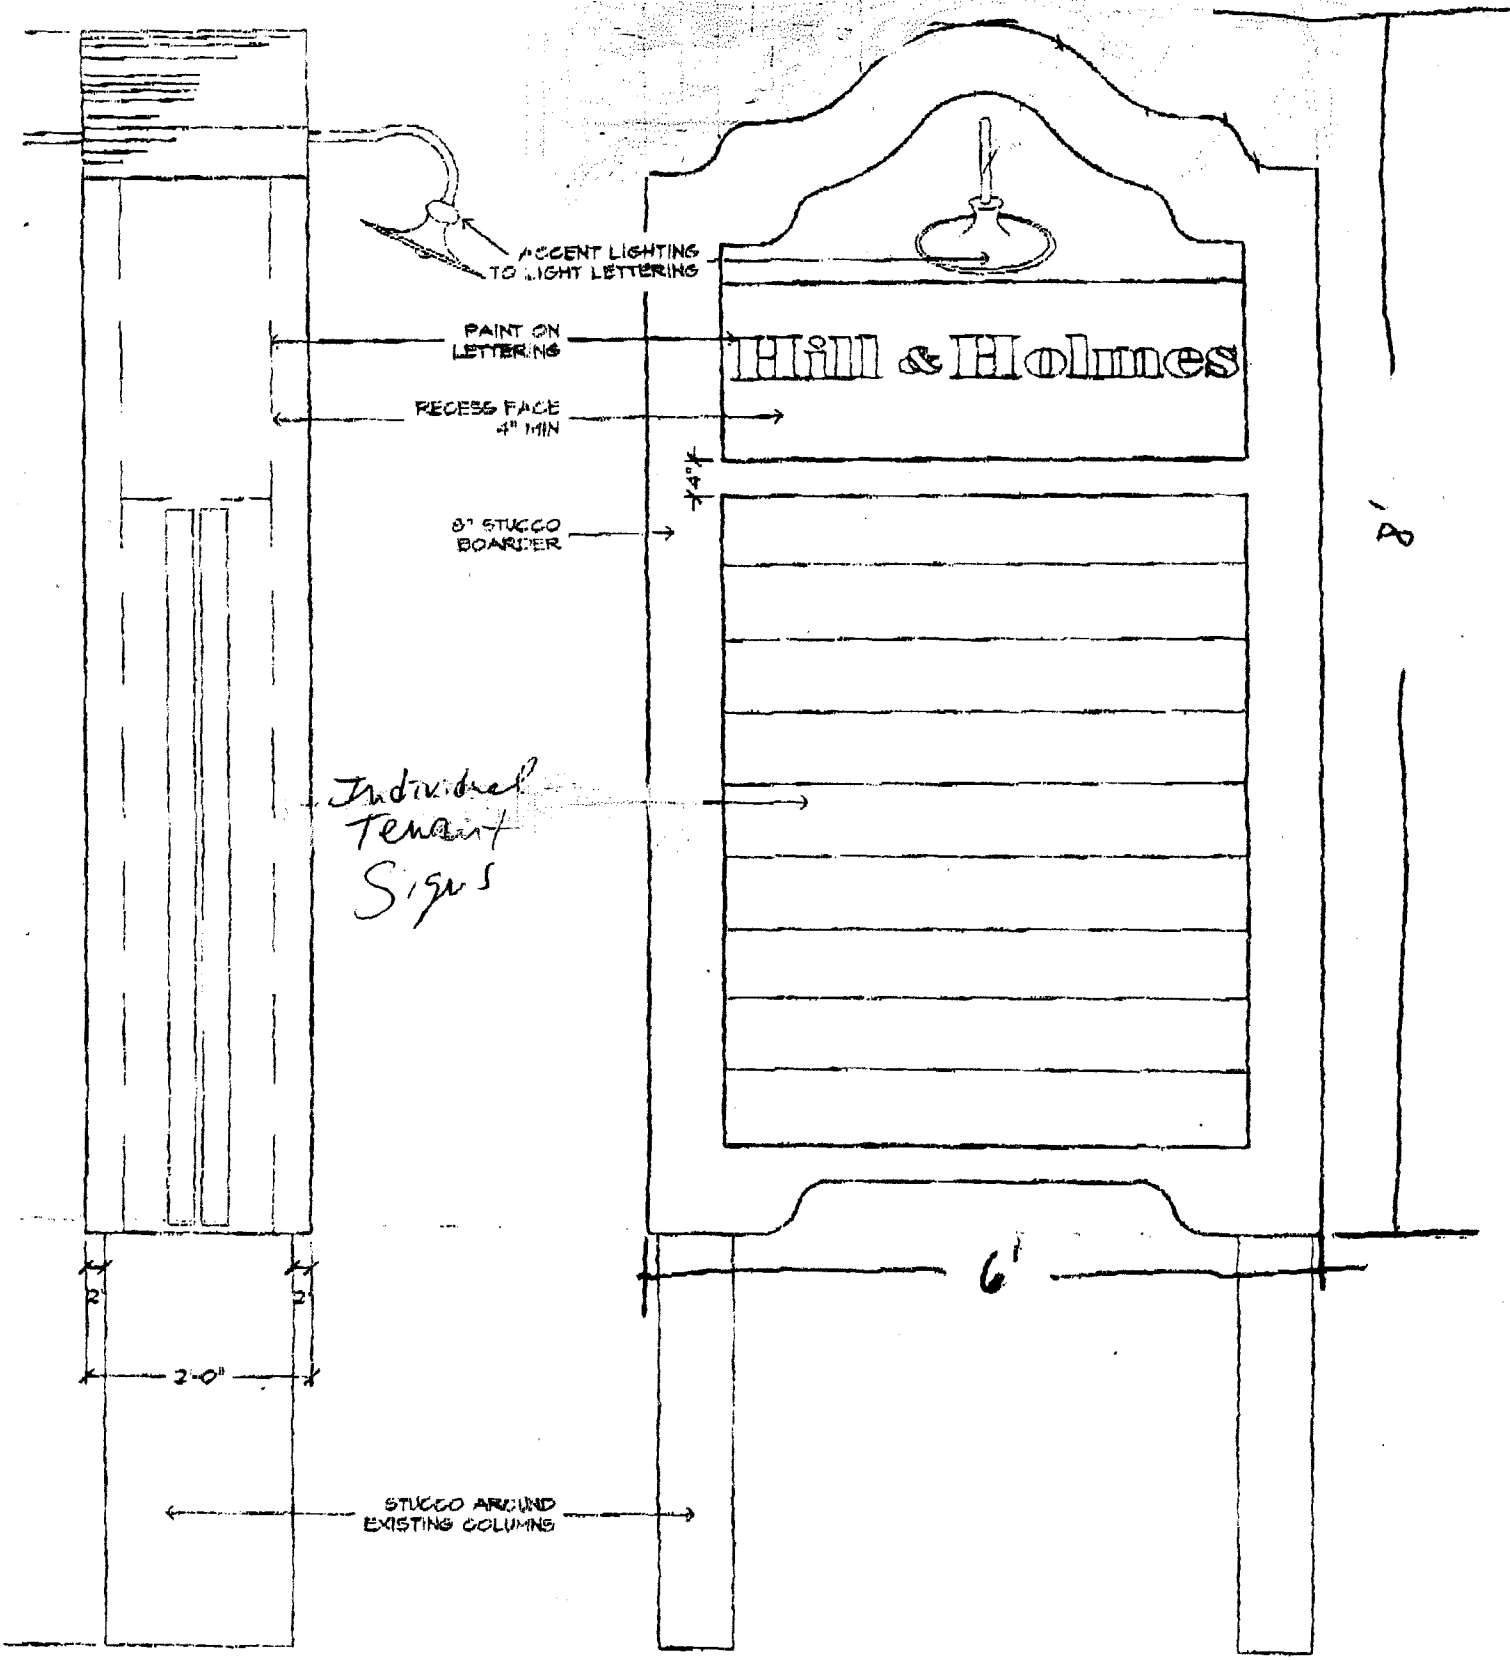 ACCENT LIGHTING
TO LIGHT LETTERING
PAINT ON
LETTERING
Hill & Holmes
RECESS FACE
4" MIN
4"
8" STUCCO
BOARDER
8'
Individual
Tenant
Signs
6'
2" 2"
2'-0"
STUCCO AROUND
EXISTING COLUMNS